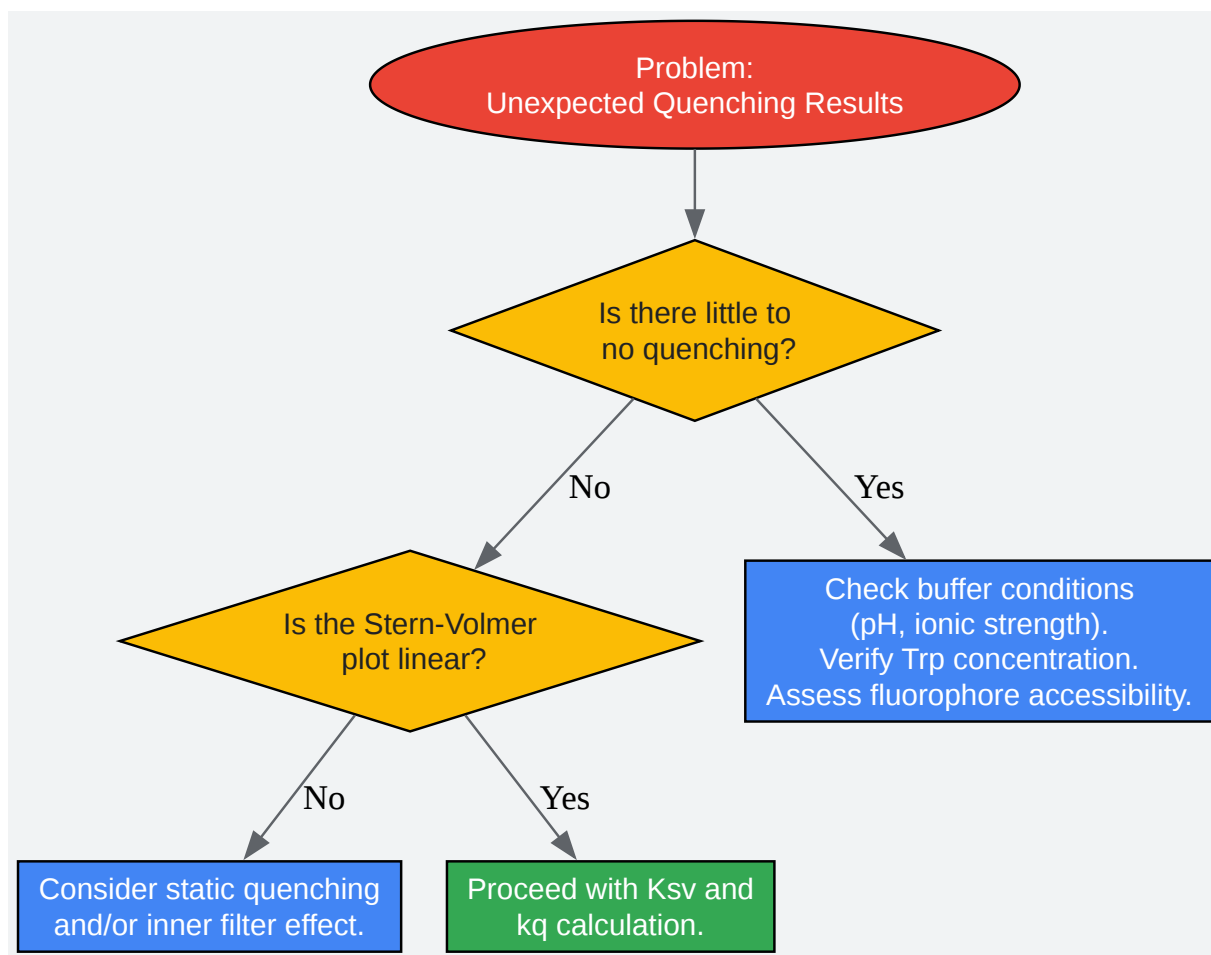 Problem:
Unexpected Quenching Results
Is there little to
no quenching?
No
Yes
Is the Stern-Volmer
plot linear?
Check buffer conditions
(pH, ionic strength).
Verify Trp concentration.
Assess fluorophore accessibility.
No
Yes
Consider static quenching
and/or inner filter effect.
Proceed with Ksv and
kq calculation.